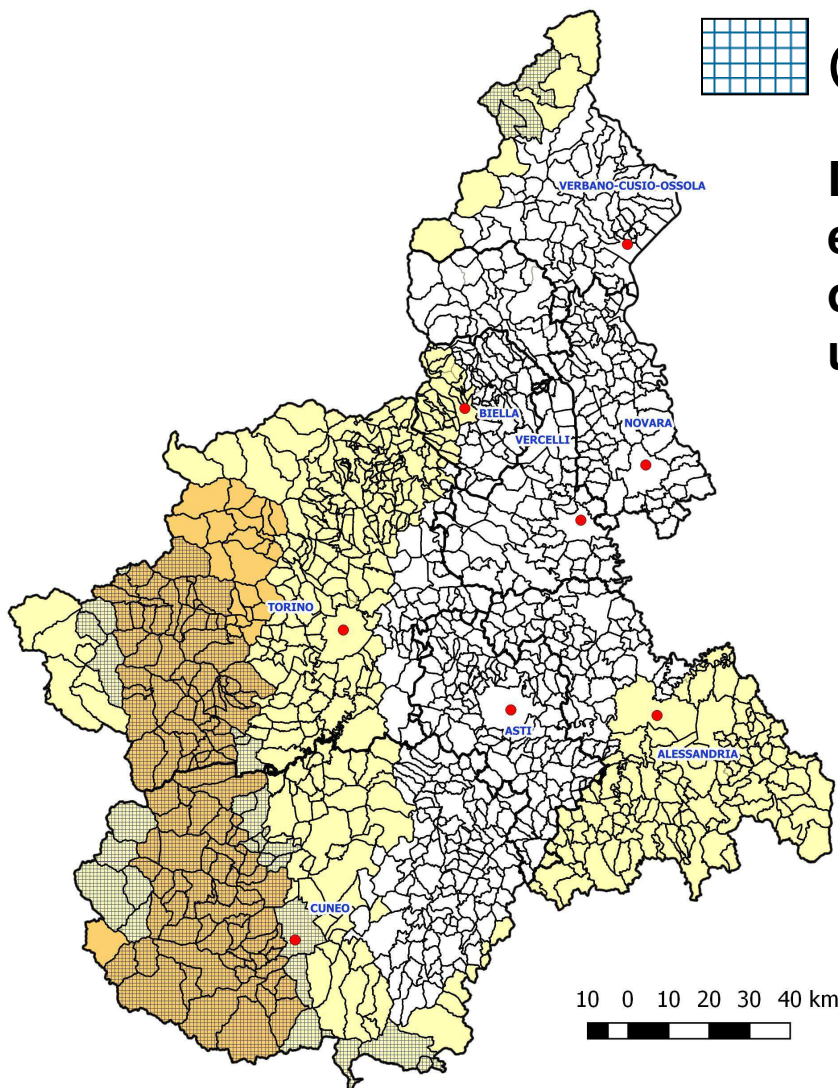 (
E
e
c
u
VERBANO-CUSIO-OSSOLA
BIELLA
NOVARA
VERCELLI
TORINO
ASTI
ALESSANDRIA
CUNEO
10 0 10 20 30 40 km